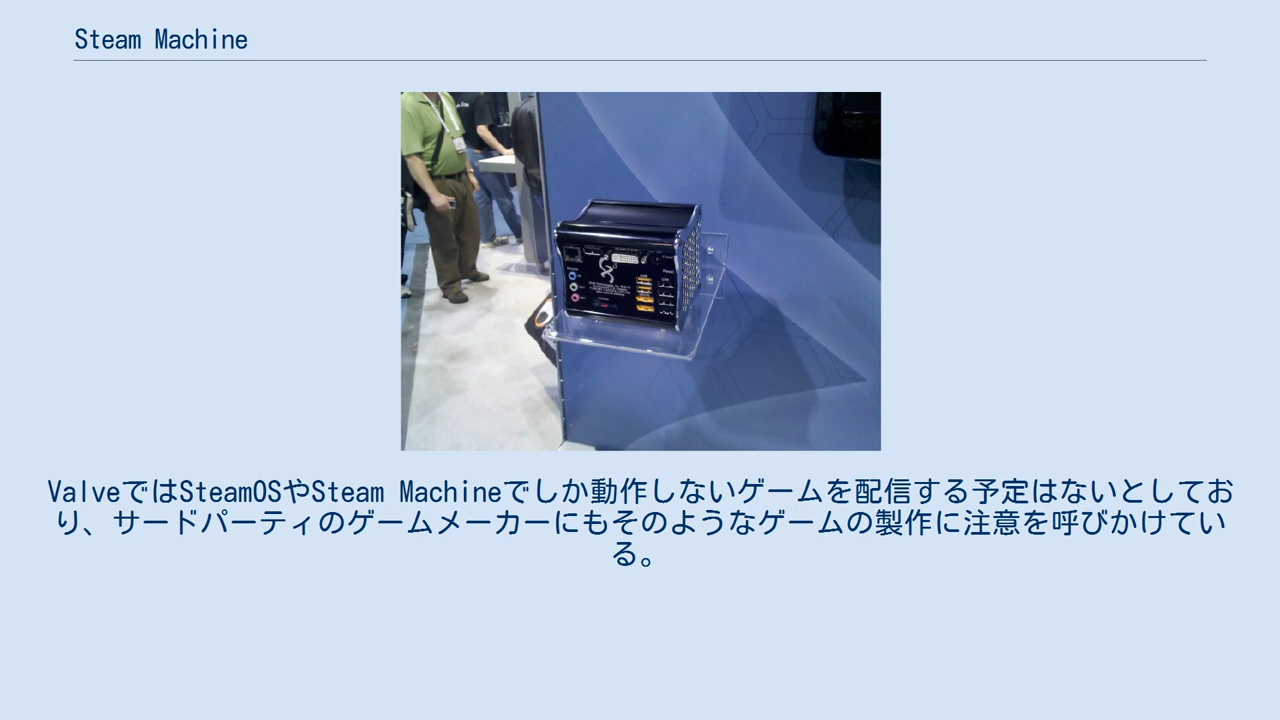 Steam Machine
ValveではSteamOSやSteam Machineでしか動作しないゲームを配信する予定はないとしてお
り、サードパーティのゲームメーカーにもそのようなゲームの製作に注意を呼びかけてい
る。